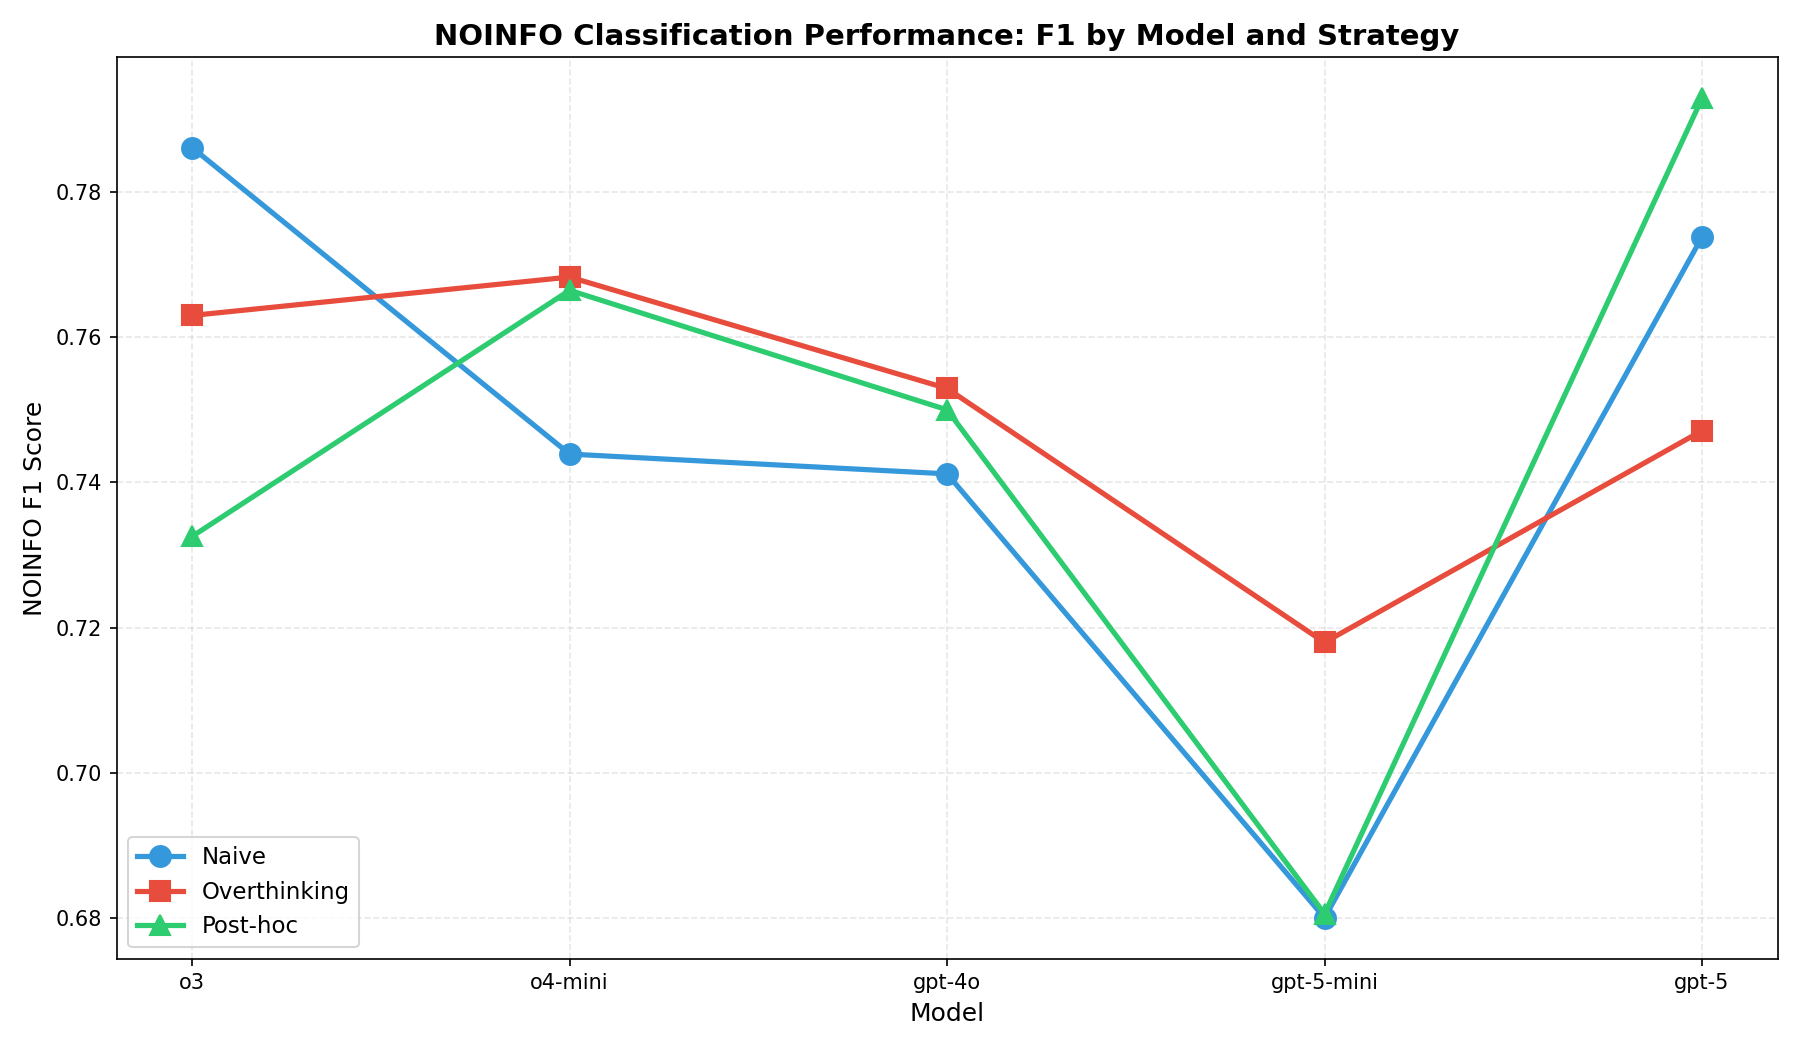 NOINFO Classification Performance: F1 by Model and Strategy
NOINFO F1 Score
0.78
0.76
0.74
0.72
0.70
0.68
Naive
Overthinking
Post-hoc
o3 o4-mini gpt-4o gpt-5-mini gpt-5
Model